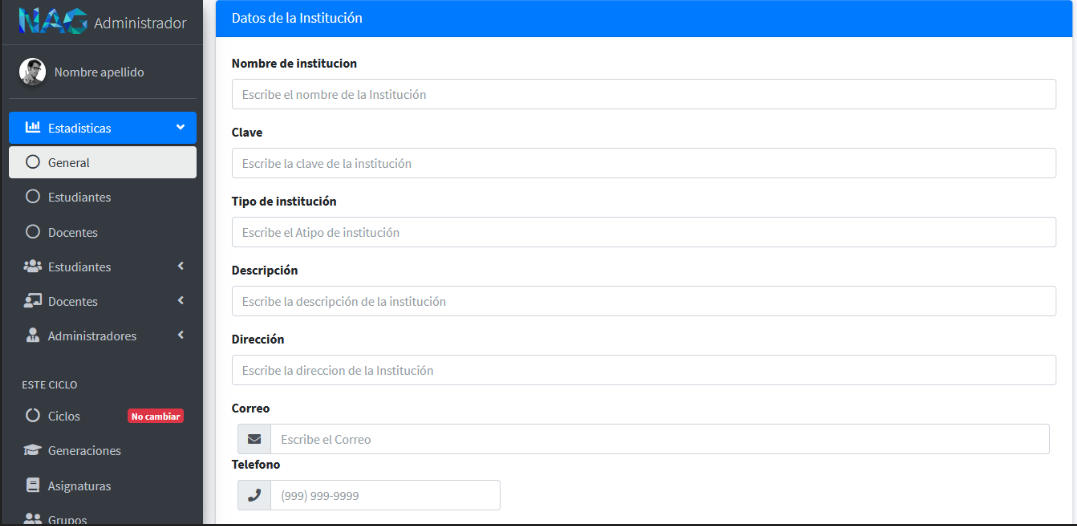 NAG Administrador
Nombre apellido
Estadisticas
General
Estudiantes
Docentes
Estudiantes
Docentes
Administradores
ESTE CICLO
Ciclos No cambiar
Generaciones
Asignaturas
Grupos
Datos de la Institución
Nombre de institucion
Escribe el nombre de la Institución
Clave
Escribe la clave de la institución
Tipo de institución
Escribe el Atipo de institución
Descripción
Escribe la descripción de la institución
Dirección
Escribe la direccion de la Institución
Correo
Escribe el Correo
Telefono
(999) 999-9999